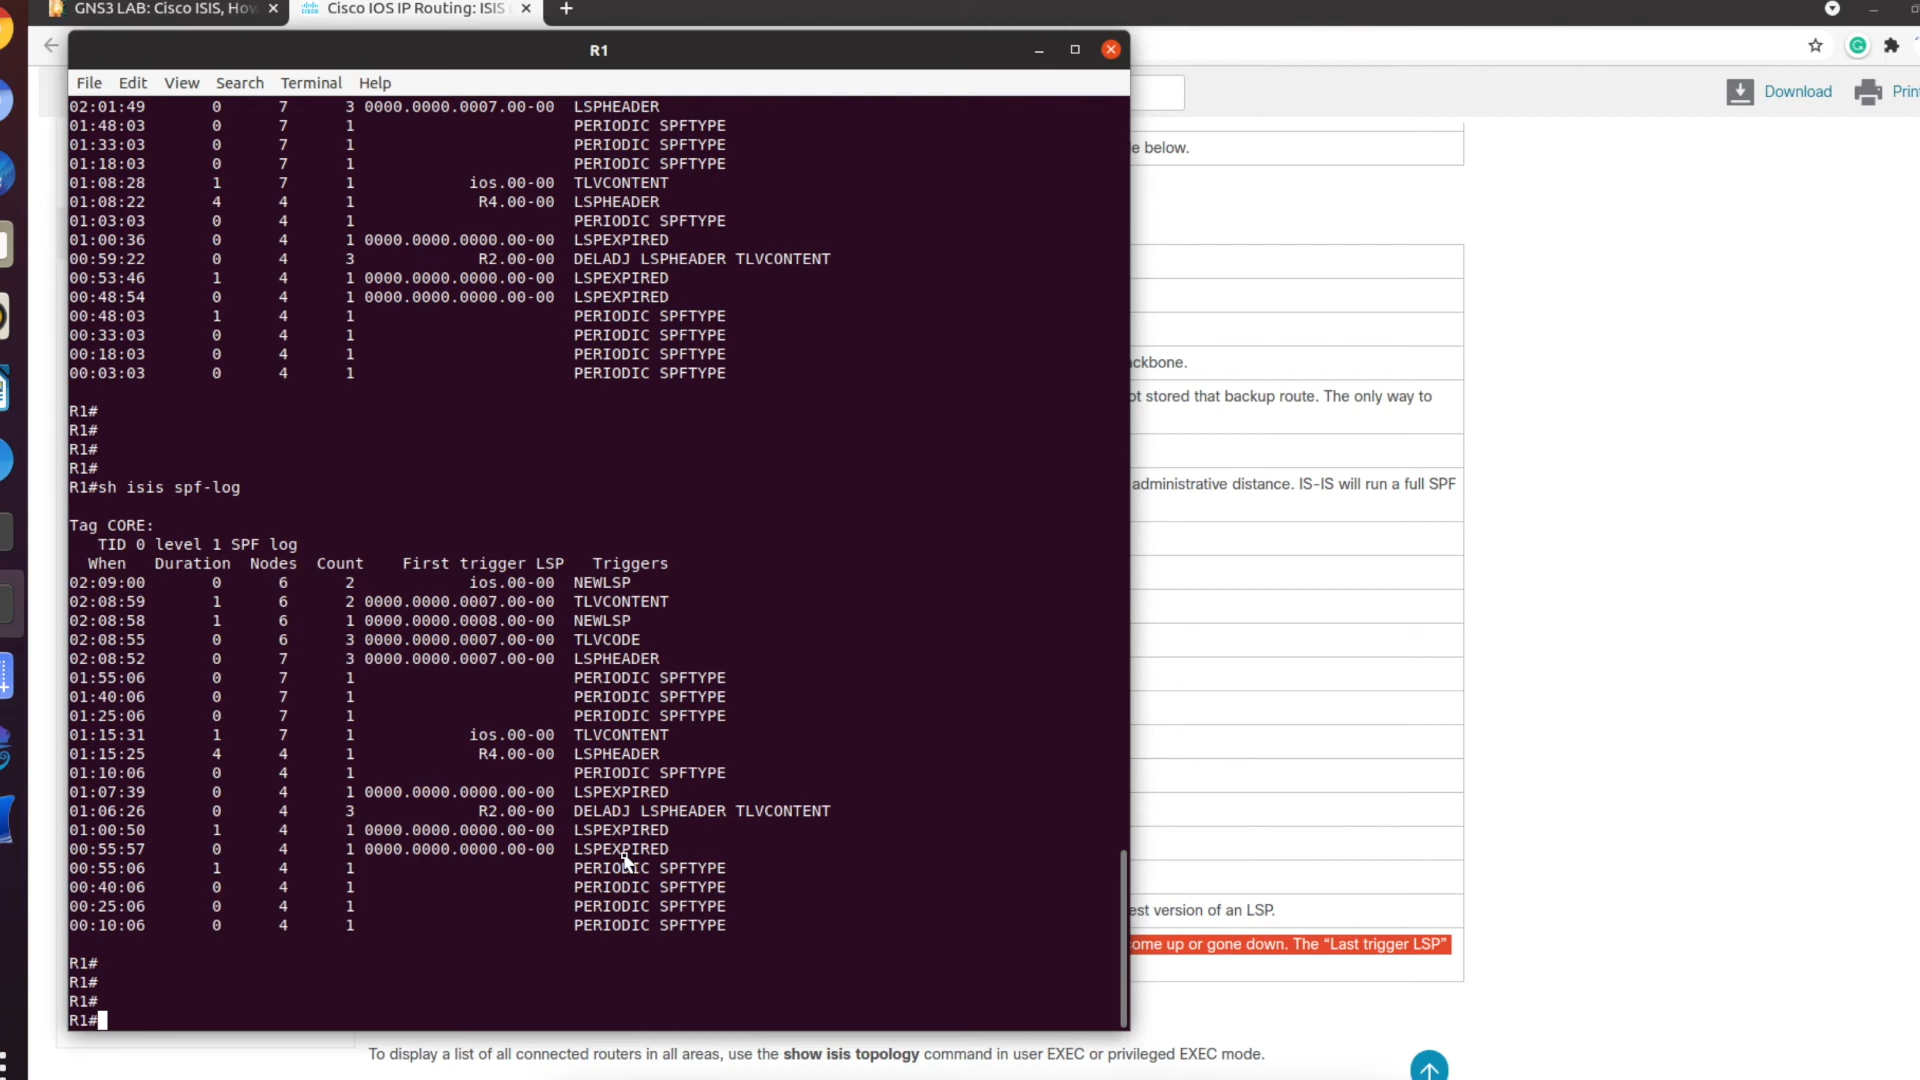 GNS3 LAB: Cisco ISIS, How
Cisco IOS IP Routing: ISIS
R1
File Edit View Search Terminal Help
Download
Print
02:01:49 0 7 3 0000.0000.0007.00-00 LSPHEADER
01:48:03 0 7 1 PERIODIC SPFTYPE
01:33:03 0 7 1 PERIODIC SPFTYPE
01:18:03 0 7 1 PERIODIC SPFTYPE
01:08:28 1 7 1 ios.00-00 TLVCONTENT
01:08:22 4 4 1 R4.00-00 LSPHEADER
01:03:03 0 4 1 PERIODIC SPFTYPE
01:00:36 0 4 1 0000.0000.0000.00-00 LSPEXPIRED
00:59:22 0 4 3 R2.00-00 DELADJ LSPHEADER TLVCONTENT
00:53:46 1 4 1 0000.0000.0000.00-00 LSPEXPIRED
00:48:54 0 4 1 0000.0000.0000.00-00 LSPEXPIRED
00:48:03 1 4 1 PERIODIC SPFTYPE
00:33:03 0 4 1 PERIODIC SPFTYPE
00:18:03 0 4 1 PERIODIC SPFTYPE
00:03:03 0 4 1 PERIODIC SPFTYPE
R1#
R1#
R1#
R1#
R1#sh isis spf-log
Tag CORE:
TID 0 level 1 SPF log
When Duration Nodes Count First trigger LSP Triggers
02:09:00 0 6 2 ios.00-00 NEWLSP
02:08:59 1 6 2 0000.0000.0007.00-00 TLVCONTENT
02:08:58 1 6 1 0000.0000.0008.00-00 NEWLSP
02:08:55 0 6 3 0000.0000.0007.00-00 TLVCODE
02:08:52 0 7 3 0000.0000.0007.00-00 LSPHEADER
01:55:06 0 7 1 PERIODIC SPFTYPE
01:40:06 0 7 1 PERIODIC SPFTYPE
01:25:06 0 7 1 PERIODIC SPFTYPE
01:15:31 1 7 1 ios.00-00 TLVCONTENT
01:15:25 4 4 1 R4.00-00 LSPHEADER
01:10:06 0 4 1 PERIODIC SPFTYPE
01:07:39 0 4 1 0000.0000.0000.00-00 LSPEXPIRED
01:06:26 0 4 3 R2.00-00 DELADJ LSPHEADER TLVCONTENT
01:00:50 1 4 1 0000.0000.0000.00-00 LSPEXPIRED
00:55:57 0 4 1 0000.0000.0000.00-00 LSPEXPIRED
00:55:06 1 4 1 PERIODIC SPFTYPE
00:40:06 0 4 1 PERIODIC SPFTYPE
00:25:06 0 4 1 PERIODIC SPFTYPE
00:10:06 0 4 1 PERIODIC SPFTYPE
R1#
R1#
R1#
R1#
e below.
ckbone.
ot stored that backup route. The only way to
administrative distance. IS-IS will run a full SPF
est version of an LSP.
ome up or gone down. The “Last trigger LSP”
To display a list of all connected routers in all areas, use the show isis topology command in user EXEC or privileged EXEC mode.